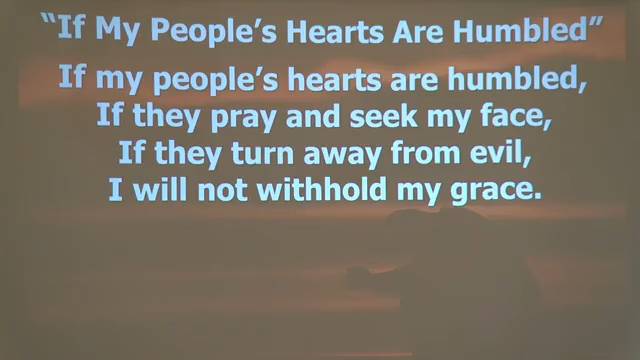 “If My People’s Hearts Are Humbled”
If my people’s hearts are humbled,
If they pray and seek my face,
If they turn away from evil,
I will not withhold my grace.